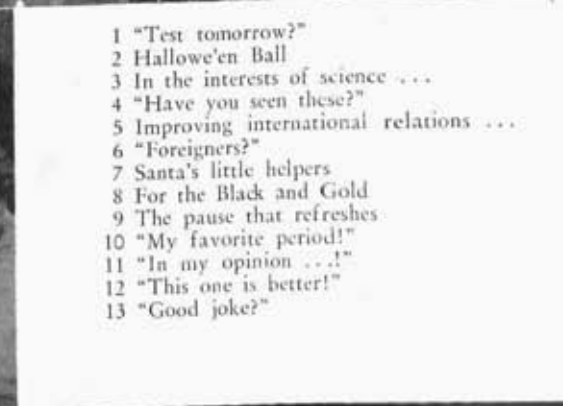 1 "Test tomorrow?"
2 Hallowe'en Ball
3 In the interests of science ...
4 "Have you seen these?"
5 Improving international relations ...
6 "Foreigners?"
7 Santa's little helpers
8 For the Black and Gold
9 The pause that refreshes
10 "My favorite period!"
11 "In my opinion ...!"
12 "This one is better!"
13 "Good joke?"